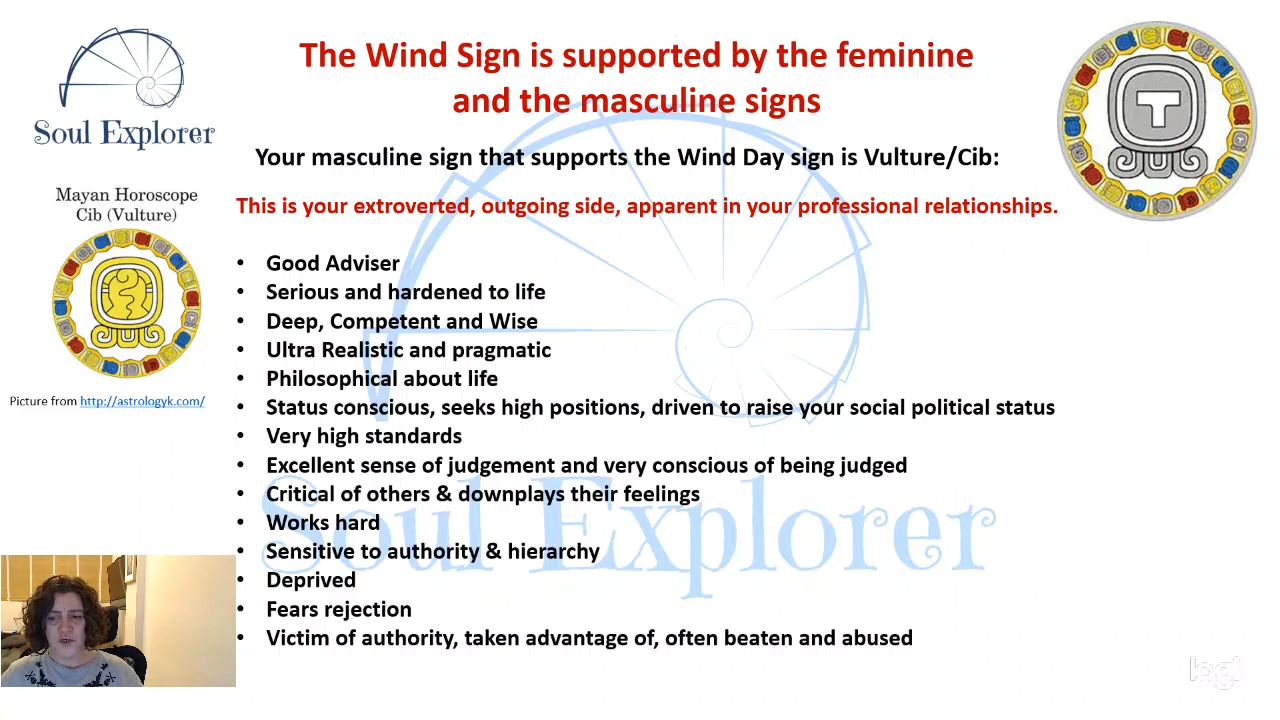 Soul Explorer
The Wind Sign is supported by the feminine
and the masculine signs
Your masculine sign that supports the Wind Day sign is Vulture/Cib:
This is your extroverted, outgoing side, apparent in your professional relationships.
Mayan Horoscope
Cib (Vulture)
Picture from http://astrologyk.com/
• Good Adviser
• Serious and hardened to life
• Deep, Competent and Wise
• Ultra Realistic and pragmatic
• Philosophical about life
• Status conscious, seeks high positions, driven to raise your social political status
• Very high standards
• Excellent sense of judgement and very conscious of being judged
• Critical of others & downplays their feelings
• Works hard
• Sensitive to authority & hierarchy
• Deprived
• Fears rejection
• Victim of authority, taken advantage of, often beaten and abused
Soul Explorer
logi